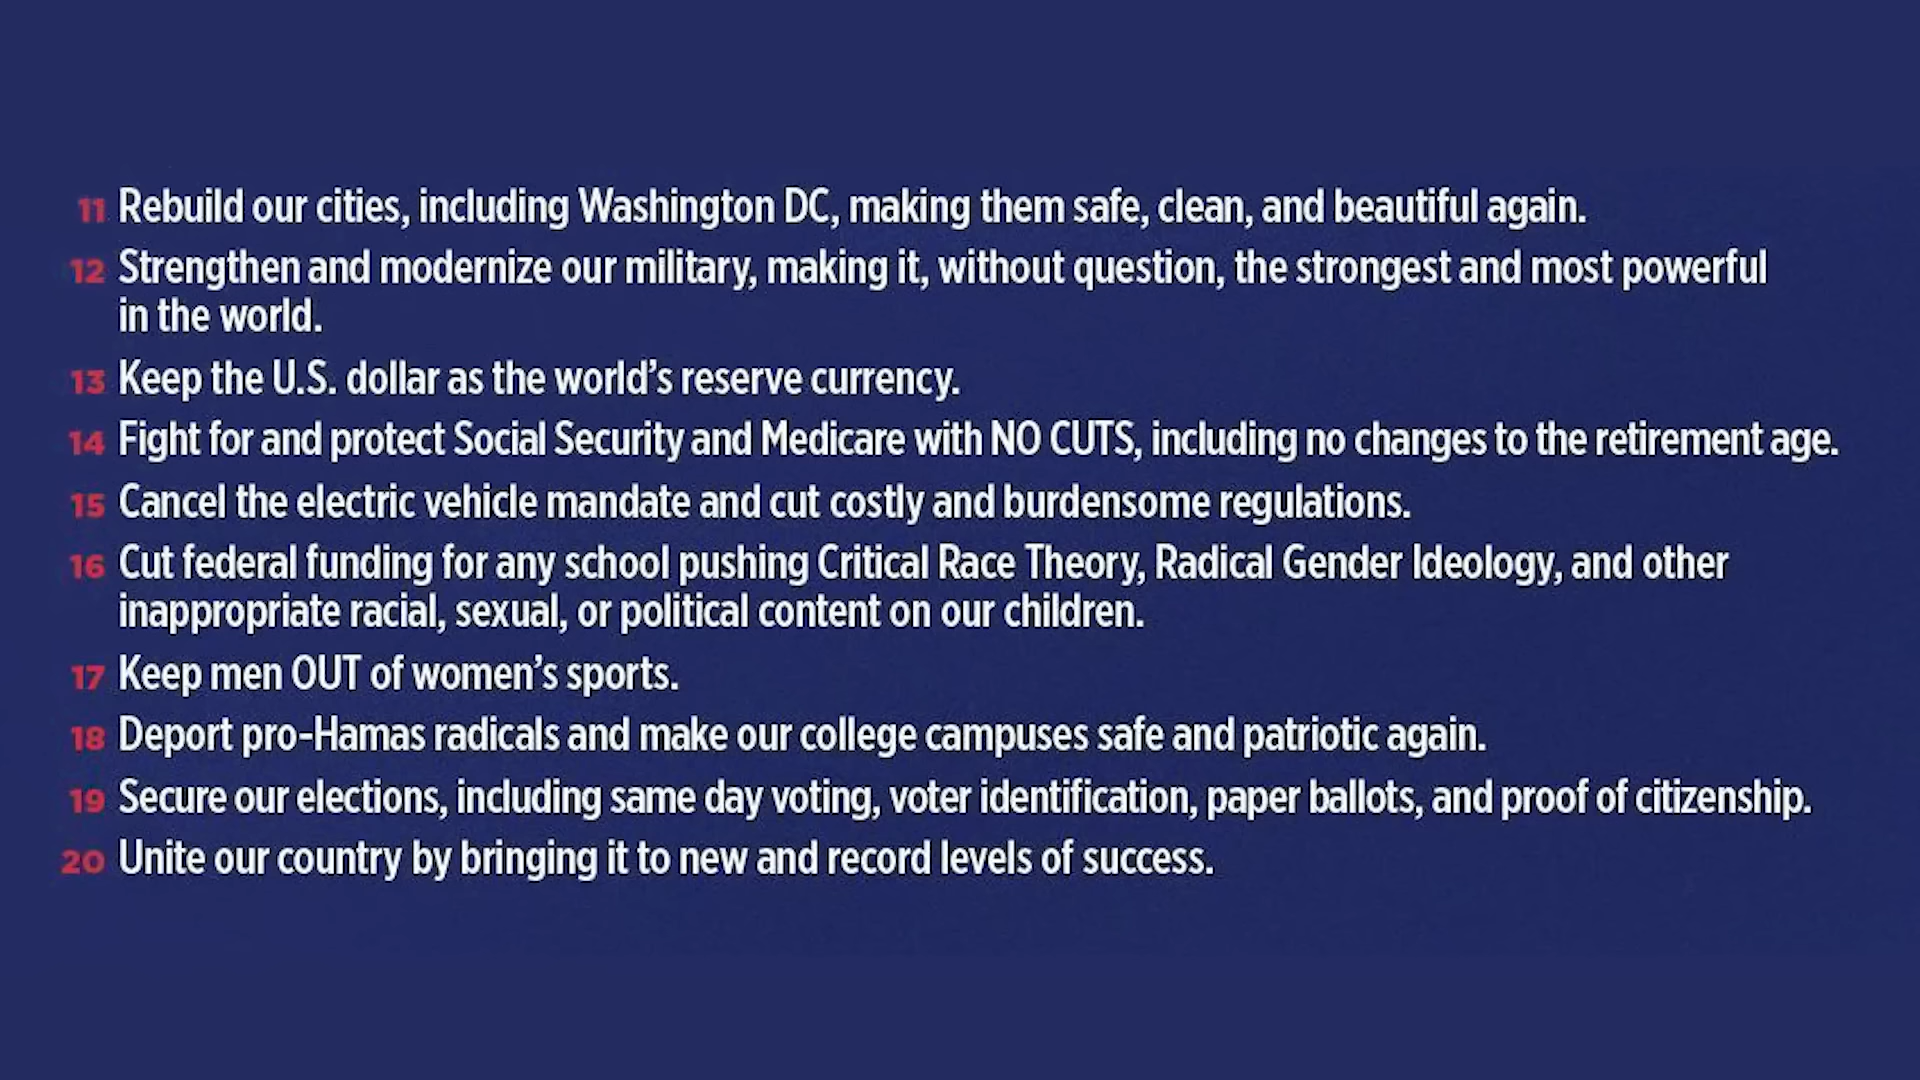 11 Rebuild our cities, including Washington DC, making them safe, clean, and beautiful again.
12 Strengthen and modernize our military, making it, without question, the strongest and most powerful
in the world.
13 Keep the U.S. dollar as the world’s reserve currency.
14 Fight for and protect Social Security and Medicare with NO CUTS, including no changes to the retirement age.
15 Cancel the electric vehicle mandate and cut costly and burdensome regulations.
16 Cut federal funding for any school pushing Critical Race Theory, Radical Gender Ideology, and other
inappropriate racial, sexual, or political content on our children.
17 Keep men OUT of women’s sports.
18 Deport pro-Hamas radicals and make our college campuses safe and patriotic again.
19 Secure our elections, including same day voting, voter identification, paper ballots, and proof of citizenship.
20 Unite our country by bringing it to new and record levels of success.